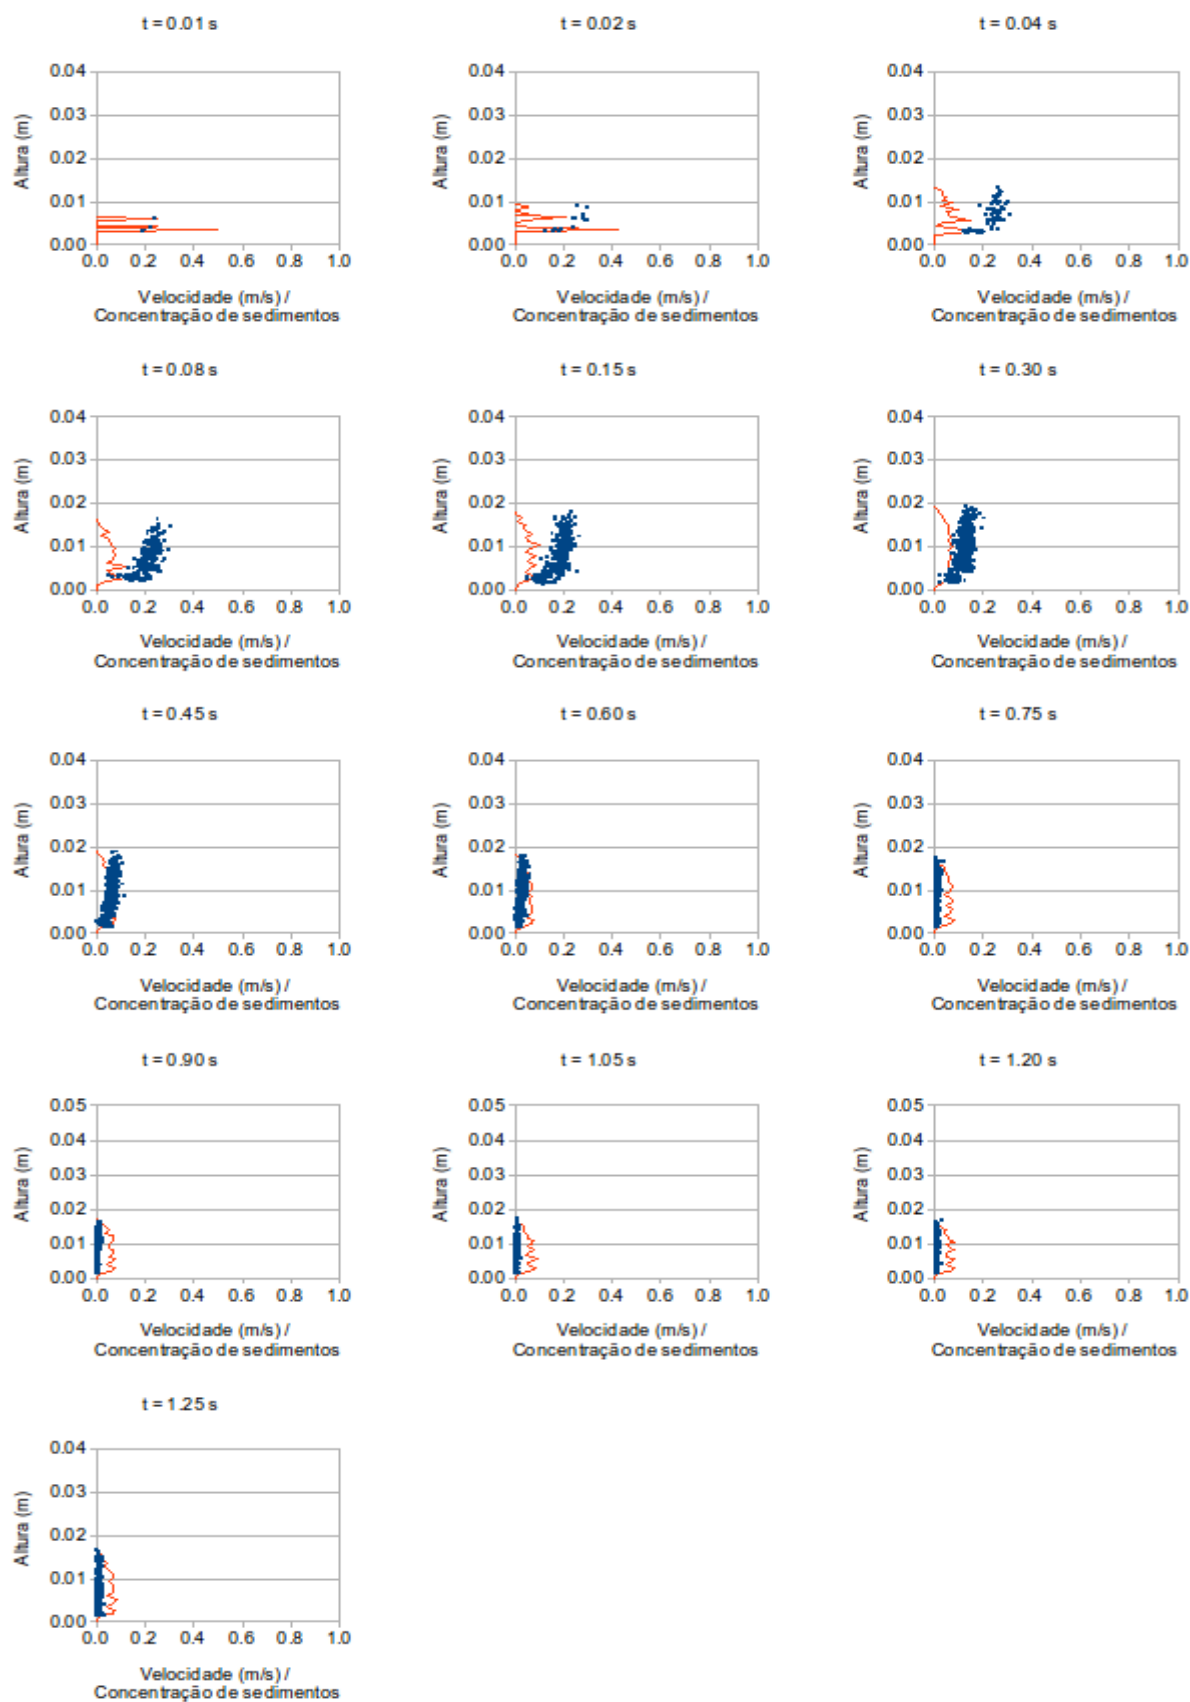 t = 0.01 s
0.04
0.03
0.02
0.01
0.00
Altura (m)
0.0 0.2 0.4 0.6 0.8 1.0
Velocidade (m/s) /
Concentração de sedimentos
t = 0.02 s
0.04
0.03
0.02
0.01
0.00
Altura (m)
0.0 0.2 0.4 0.6 0.8 1.0
Velocidade (m/s) /
Concentração de sedimentos
t = 0.04 s
0.04
0.03
0.02
0.01
0.00
Altura (m)
0.0 0.2 0.4 0.6 0.8 1.0
Velocidade (m/s) /
Concentração de sedimentos
t = 0.08 s
0.04
0.03
0.02
0.01
0.00
Altura (m)
0.0 0.2 0.4 0.6 0.8 1.0
Velocidade (m/s) /
Concentração de sedimentos
t = 0.15 s
0.04
0.03
0.02
0.01
0.00
Altura (m)
0.0 0.2 0.4 0.6 0.8 1.0
Velocidade (m/s) /
Concentração de sedimentos
t = 0.30 s
0.04
0.03
0.02
0.01
0.00
Altura (m)
0.0 0.2 0.4 0.6 0.8 1.0
Velocidade (m/s) /
Concentração de sedimentos
t = 0.45 s
0.04
0.03
0.02
0.01
0.00
Altura (m)
0.0 0.2 0.4 0.6 0.8 1.0
Velocidade (m/s) /
Concentração de sedimentos
t = 0.60 s
0.04
0.03
0.02
0.01
0.00
Altura (m)
0.0 0.2 0.4 0.6 0.8 1.0
Velocidade (m/s) /
Concentração de sedimentos
t = 0.75 s
0.04
0.03
0.02
0.01
0.00
Altura (m)
0.0 0.2 0.4 0.6 0.8 1.0
Velocidade (m/s) /
Concentração de sedimentos
t = 0.90 s
0.05
0.04
0.03
0.02
0.01
0.00
Altura (m)
0.0 0.2 0.4 0.6 0.8 1.0
Velocidade (m/s) /
Concentração de sedimentos
t = 1.05 s
0.05
0.04
0.03
0.02
0.01
0.00
Altura (m)
0.0 0.2 0.4 0.6 0.8 1.0
Velocidade (m/s) /
Concentração de sedimentos
t = 1.20 s
0.05
0.04
0.03
0.02
0.01
0.00
Altura (m)
0.0 0.2 0.4 0.6 0.8 1.0
Velocidade (m/s) /
Concentração de sedimentos
t = 1.25 s
0.04
0.03
0.02
0.01
0.00
Altura (m)
0.0 0.2 0.4 0.6 0.8 1.0
Velocidade (m/s) /
Concentração de sedimentos